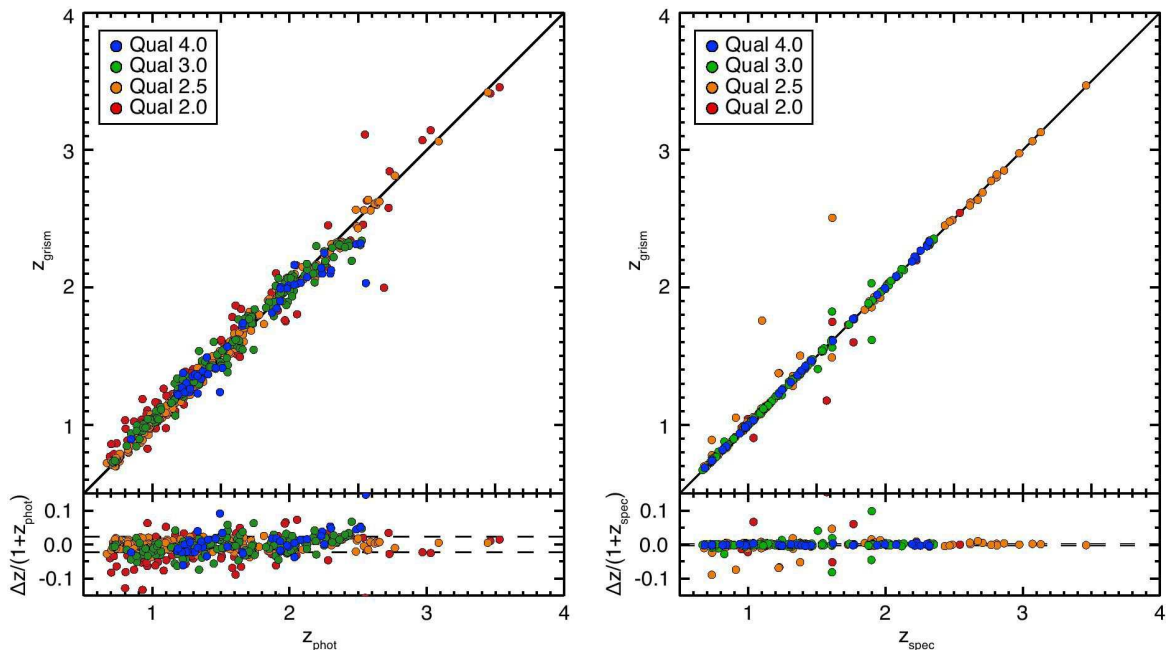 4
Qual 4.0
Qual 3.0
Qual 2.5
Qual 2.0
3
z_grism
2
1
0.1
0.0
-0.1
Δz/(1+z_phot)
1 2 3 4
z_phot
4
Qual 4.0
Qual 3.0
Qual 2.5
Qual 2.0
3
z_grism
2
1
0.1
0.0
-0.1
Δz/(1+z_spec)
1 2 3 4
z_spec